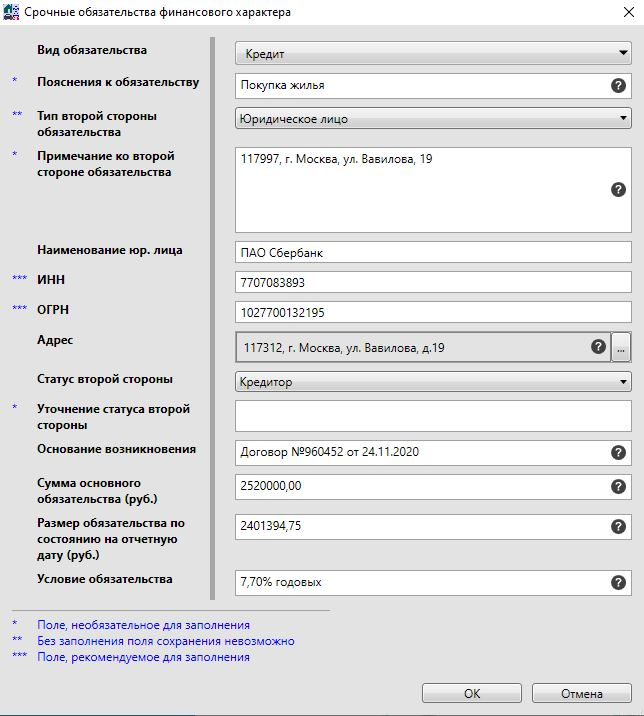 Срочные обязательства финансового характера
Вид обязательства
Кредит
* Пояснения к обязательству
Покупка жилья
?
** Тип второй стороны
обязательства
Юридическое лицо
* Примечание ко второй
стороне обязательства
117997, г. Москва, ул. Вавилова, 19
?
Наименование юр. лица
ПАО Сбербанк
*** ИНН
7707083893
*** ОГРН
1027700132195
Адрес
117312, г. Москва, ул. Вавилова, д.19
? ...
Статус второй стороны
Кредитор
* Уточнение статуса второй
стороны
Основание возникновения
Договор №960452 от 24.11.2020
?
Сумма основного
обязательства (руб.)
2520000,00
?
Размер обязательства по
состоянию на отчетную
дату (руб.)
2401394,75
?
Условие обязательства
7,70% годовых
?
* Поле, необязательное для заполнения
** Без заполнения поля сохранения невозможно
*** Поле, рекомендуемое для заполнения
ОК
Отмена